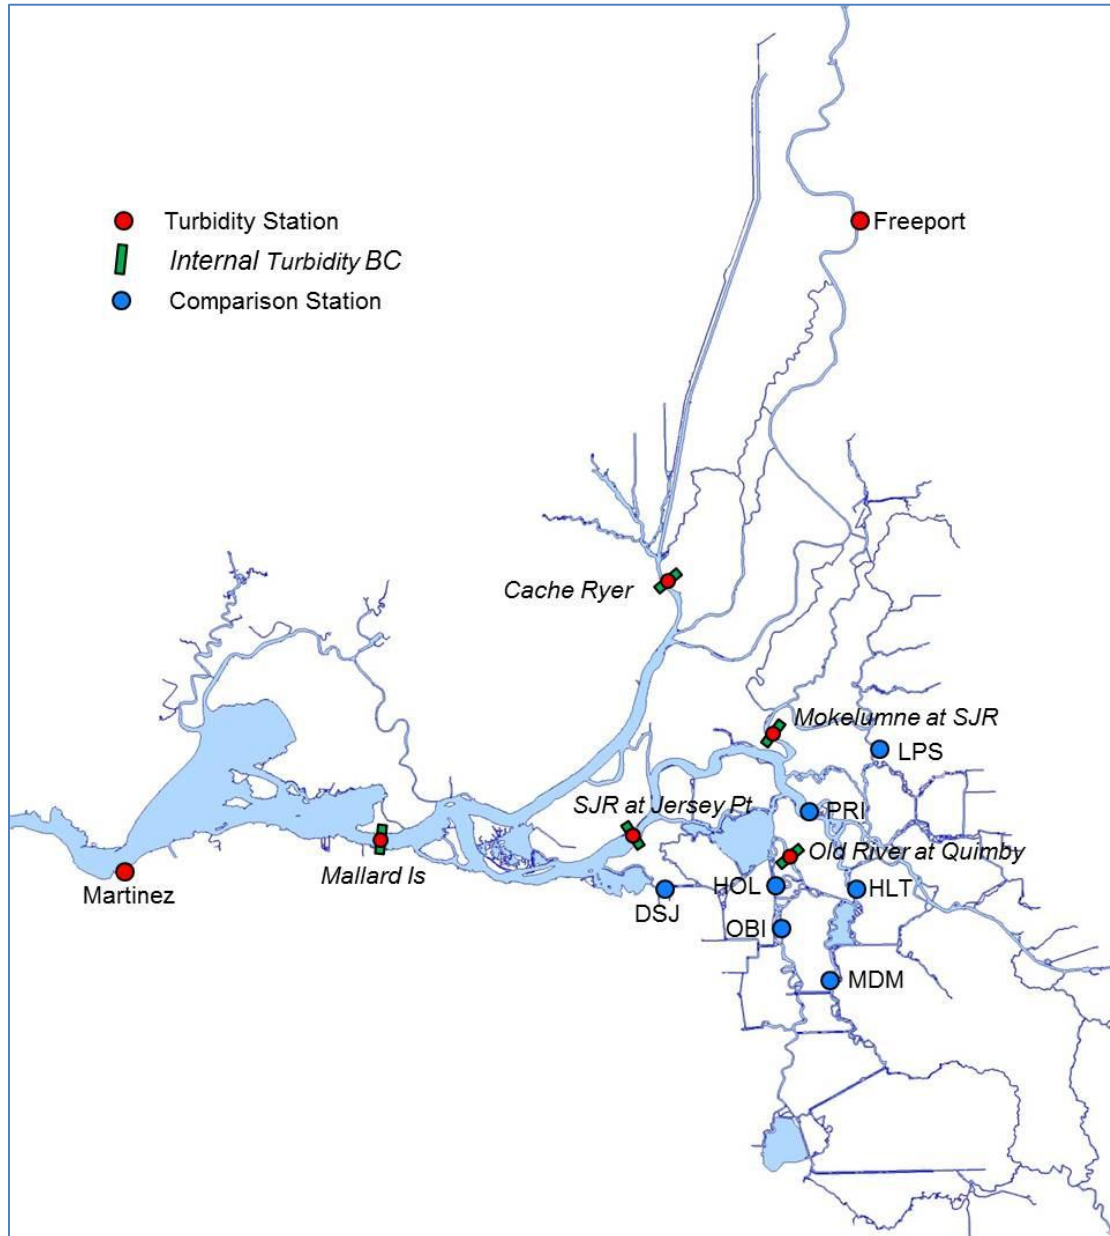 Turbidity Station
Internal Turbidity BC
Comparison Station
Freeport
Cache Ryer
Mokelumne at SJR
LPS
SJR at Jersey Pt
PRI
Old River at Quimby
Mallard Is
Martinez
DSJ
HOL
HLT
OBI
MDM